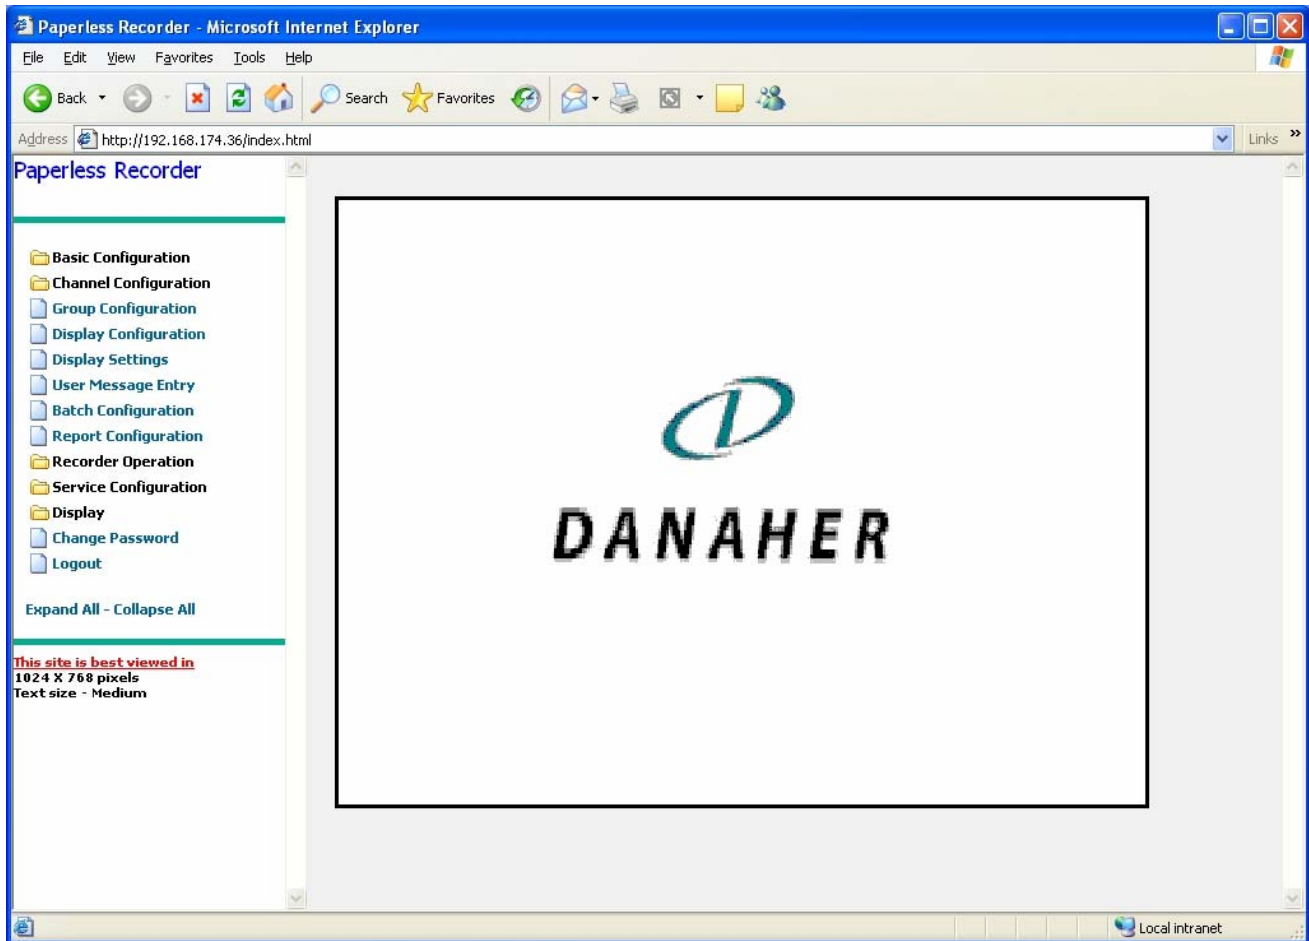 Paperless Recorder - Microsoft Internet Explorer
File Edit View Favorites Tools Help
Back Search Favorites
Address http://192.168.174.36/index.html Links »
Paperless Recorder
Basic Configuration
Channel Configuration
Group Configuration
Display Configuration
Display Settings
User Message Entry
Batch Configuration
Report Configuration
Recorder Operation
Service Configuration
Display
Change Password
Logout
Expand All - Collapse All
This site is best viewed in
1024 X 768 pixels
Text size - Medium
DANAHER
Local intranet